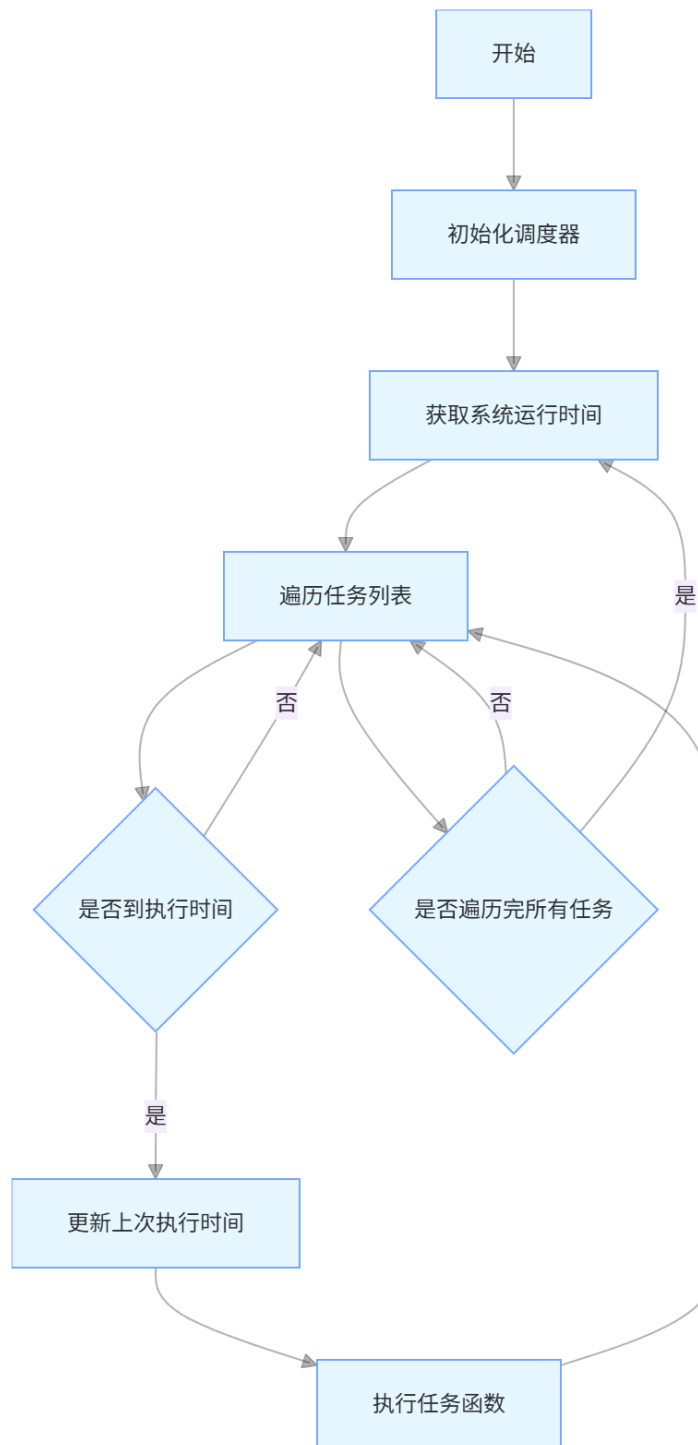 开始
初始化调度器
获取系统运行时间
遍历任务列表
是
否
否
是否到执行时间
是否遍历完所有任务
是
更新上次执行时间
执行任务函数